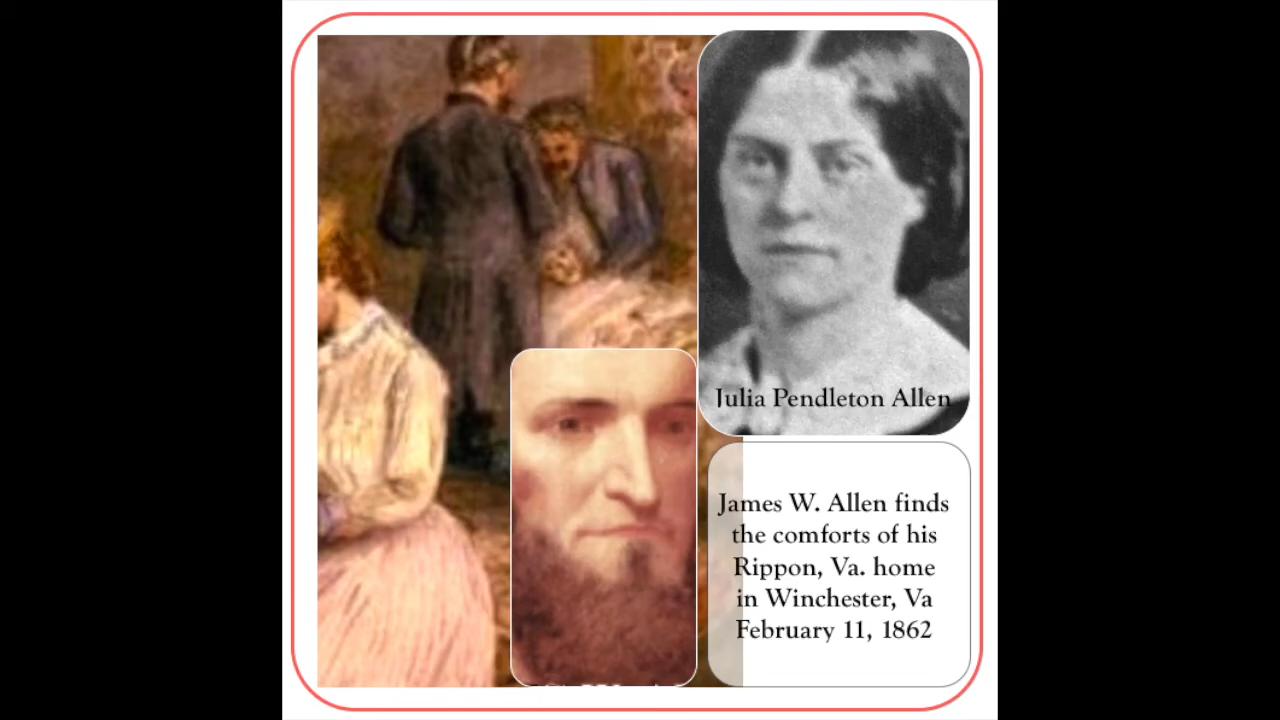 Julia Pendleton Allen
James W. Allen finds
the comforts of his
Rippon, Va. home
in Winchester, Va
February 11, 1862